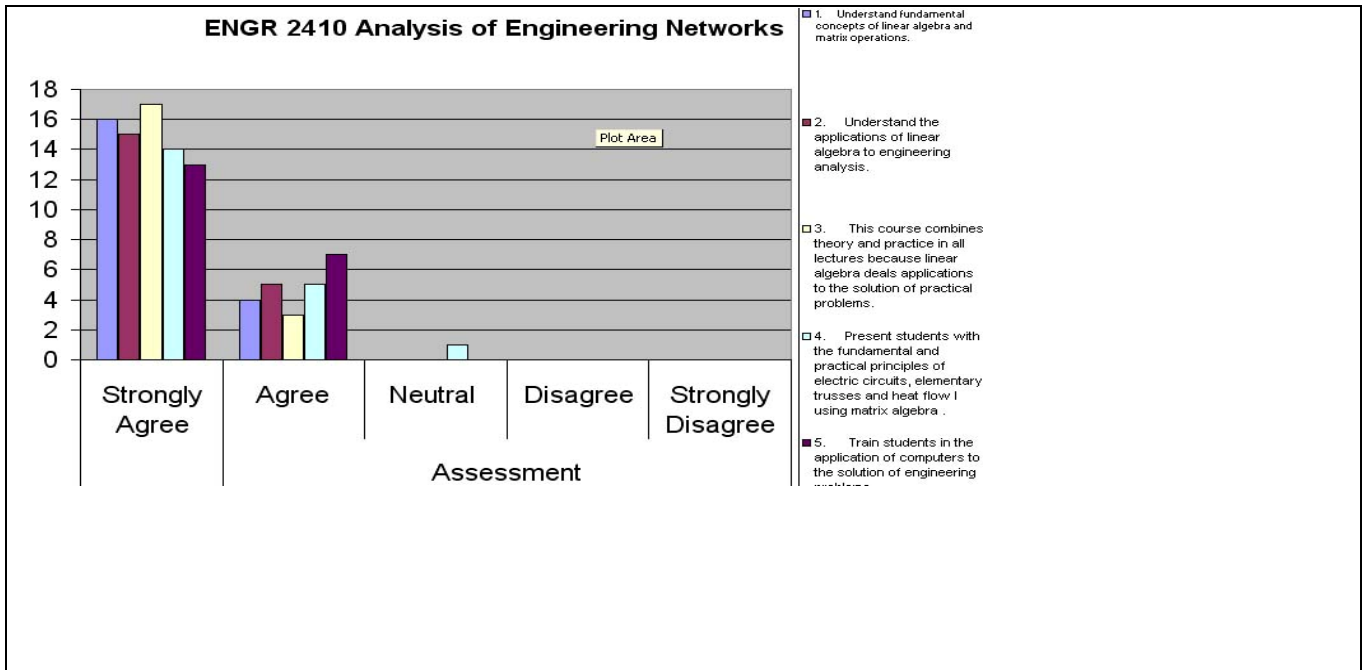 ENGR 2410 Analysis of Engineering Networks
18
16
14
12
10
8
6
4
2
0
Plot Area
Strongly
Agree
Agree
Neutral
Disagree
Strongly
Disagree
Assessment
1. Understand fundamental
concepts of linear algebra and
matrix operations.
2. Understand the
applications of linear
algebra to engineering
analysis.
3. This course combines
theory and practice in all
lectures because linear
algebra deals applications
to the solution of practical
problems.
4. Present students with
the fundamental and
practical principles of
electric circuits, elementary
trusses and heat flow I
using matrix algebra .
5. Train students in the
application of computers to
the solution of engineering